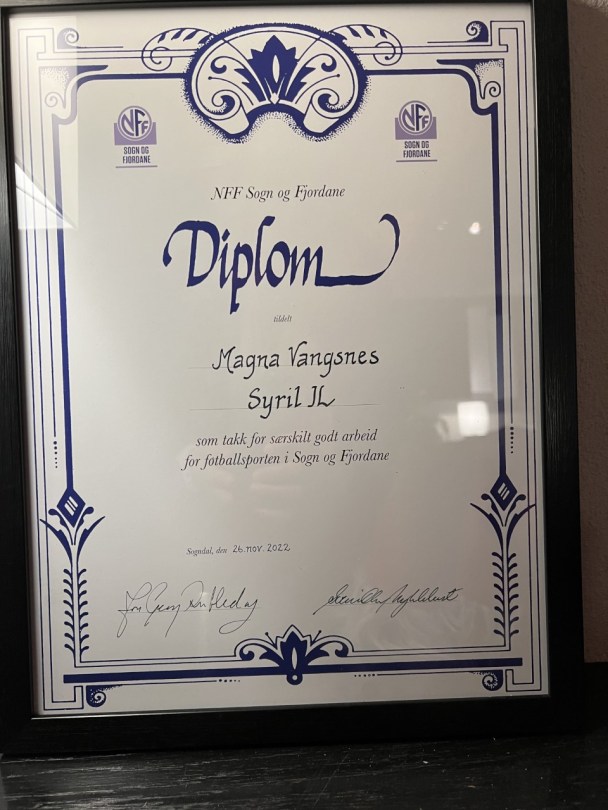 NFF
SOGN OG
FJORDANE
NFF
SOGN OG
FJORDANE
NFF Sogn og Fjordane
Diplom
tildelt
Magna Vangsnes
Syril IL
som takk for særskilt godt arbeid
for fotballsporten i Sogn og Fjordane
Sogndal, den 26.nov.2022